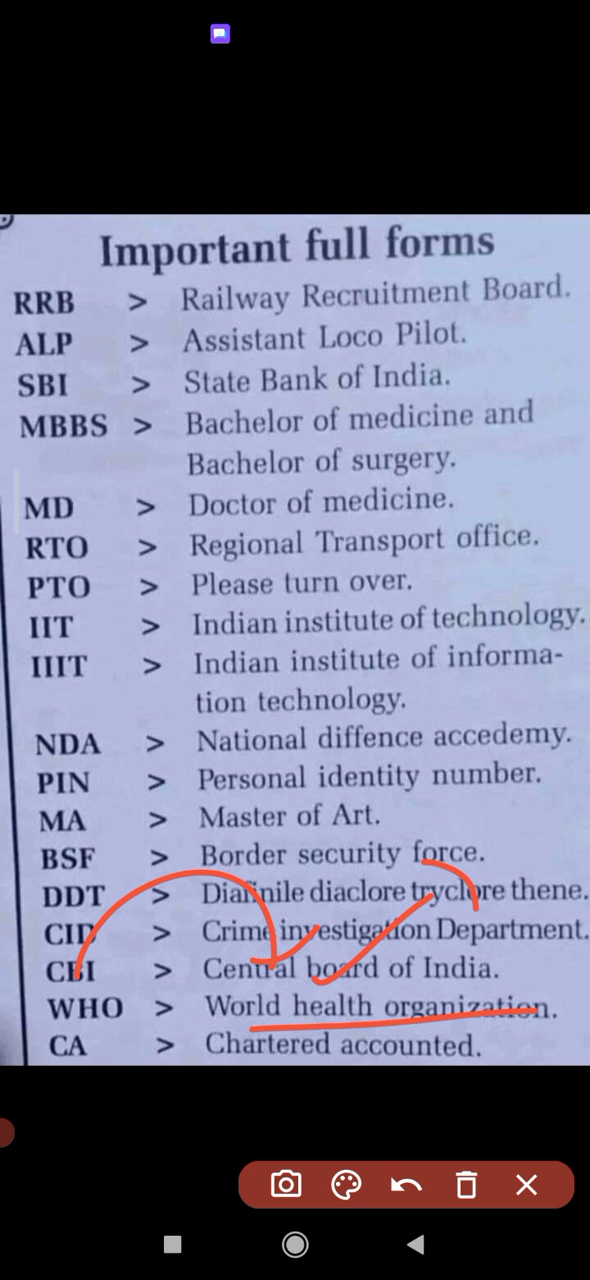 Important full forms
RRB > Railway Recruitment Board.
ALP > Assistant Loco Pilot.
SBI > State Bank of India.
MBBS > Bachelor of medicine and
Bachelor of surgery.
MD > Doctor of medicine.
RTO > Regional Transport office.
PTO > Please turn over.
IIT > Indian institute of technology.
IIIT > Indian institute of informa-
tion technology.
NDA > National diffence accedemy.
PIN > Personal identity number.
MA > Master of Art.
BSF > Border security force.
DDT > diaclore tryclore thene.
CID > Crime investigation Department.
CBI > Central board of India.
WHO > World health organization.
CA > Chartered accounted.